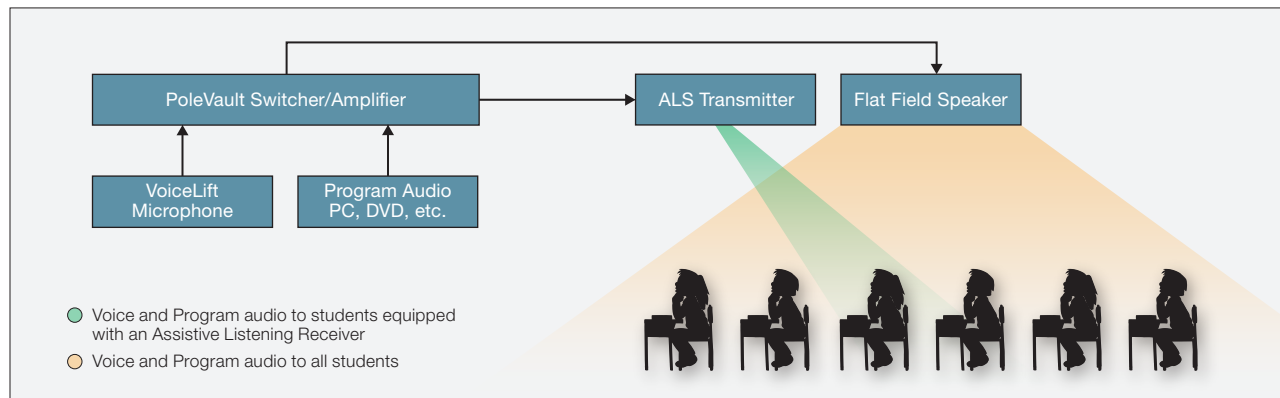 PoleVault Switcher/Amplifier
ALS Transmitter
Flat Field Speaker
VoiceLift
Microphone
Program Audio
PC, DVD, etc.
Voice and Program audio to students equipped
with an Assistive Listening Receiver
Voice and Program audio to all students